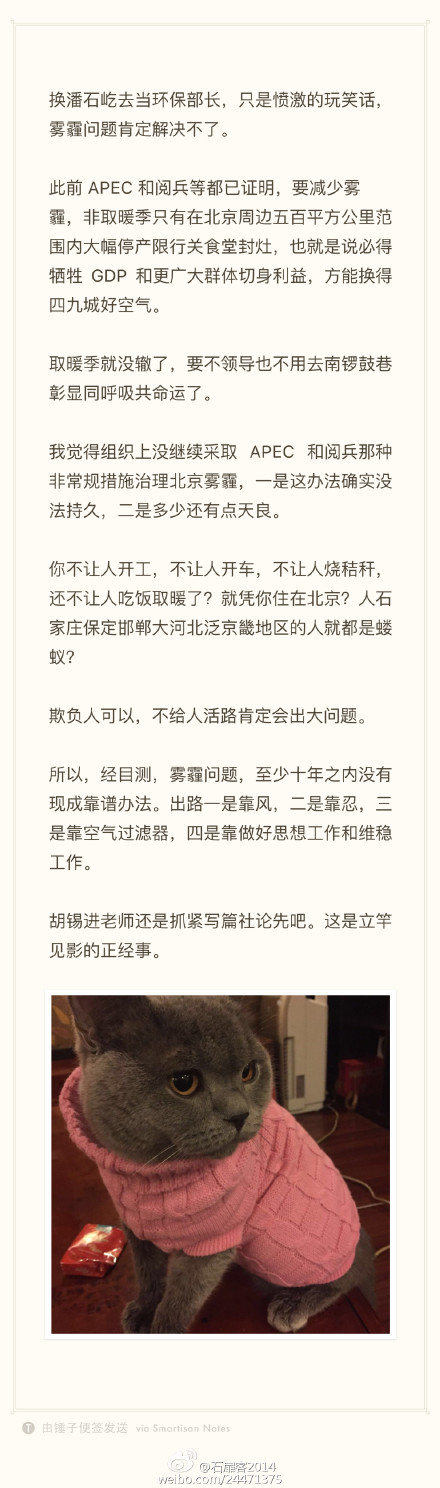 换潘石屹去当环保部长，只是愤激的玩笑话，
雾霾问题肯定解决不了。
此前 APEC 和阅兵等都已证明，要减少雾
霾，非取暖季只有在北京周边五百平方公里范
围内大幅停产限行关食堂封灶，也就是说必得
牺牲 GDP 和更广大群体切身利益，方能换得
四九城好空气。
取暖季就没辙了，要不领导也不用去南锣鼓巷
彰显同呼吸共命运了。
我觉得组织上没继续采取 APEC 和阅兵那种
非常规措施治理北京雾霾，一是这办法确实没
法持久，二是多少还有点天良。
你不让人开工，不让人开车，不让人烧秸秆，
还不让人吃饭取暖了？就凭你住在北京？人石
家庄保定邯郸大河北泛京畿地区的人就都是蝼
蚁？
欺负人可以，不给人活路肯定会出大问题。
所以，经目测，雾霾问题，至少十年之内没有
现成靠谱办法。出路一是靠风，二是靠忍，三
是靠空气过滤器，四是靠做好思想工作和维稳
工作。
胡锡进老师还是抓紧写篇社论先吧。这是立竿
见影的正经事。
由锤子便签发送 via Smartisan Notes
@石扉客2014
weibo.com/24471375